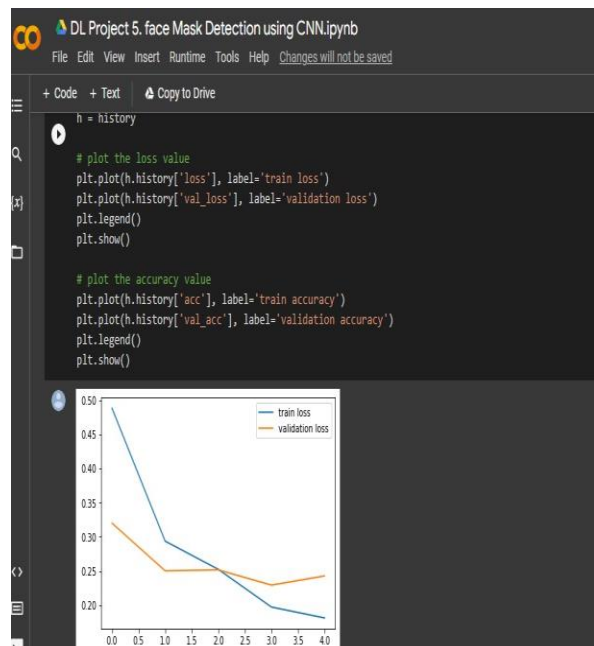 DL Project 5. face Mask Detection using CNN.ipynb
File Edit View Insert Runtime Tools Help Changes will not be saved
+ Code + Text Copy to Drive
h = history
# plot the loss value
plt.plot(h.history['loss'], label='train loss')
plt.plot(h.history['val_loss'], label='validation loss')
plt.legend()
plt.show()
# plot the accuracy value
plt.plot(h.history['acc'], label='train accuracy')
plt.plot(h.history['val_acc'], label='validation accuracy')
plt.legend()
plt.show()
train loss
validation loss
0.50
0.45
0.40
0.35
0.30
0.25
0.20
0.0 0.5 1.0 1.5 2.0 2.5 3.0 3.5 4.0
{x}
<>